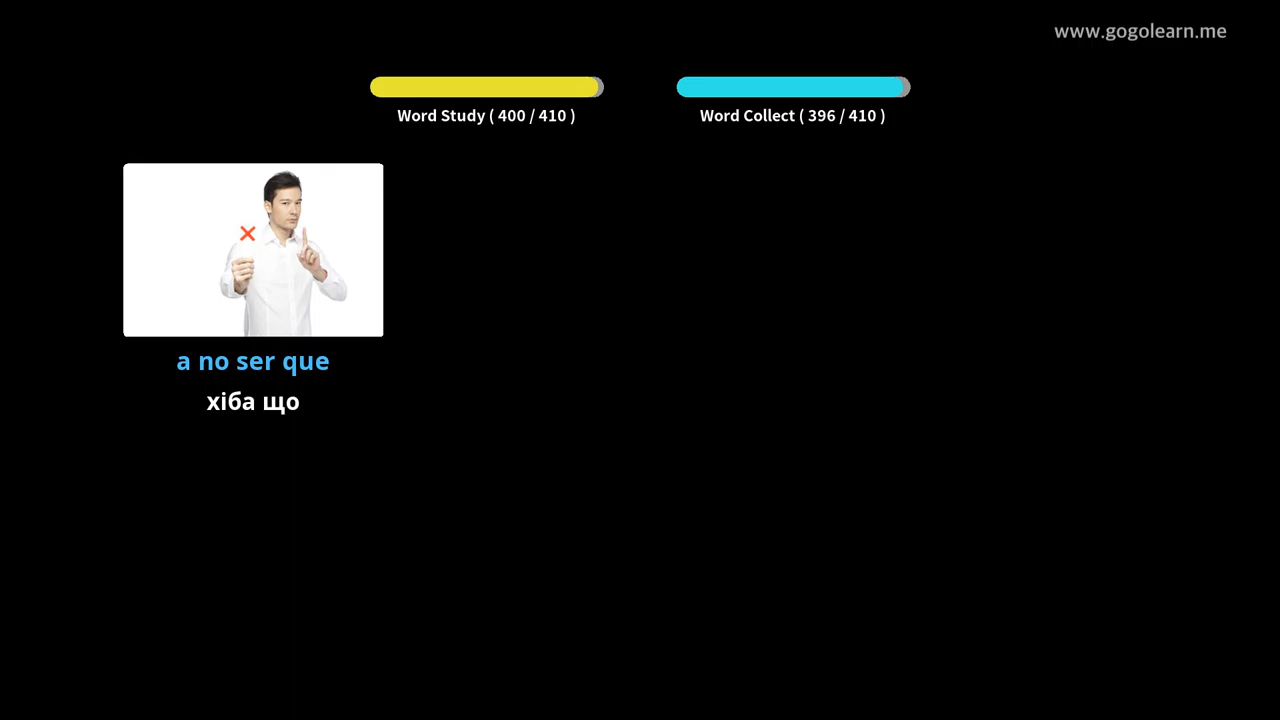 www.gogolearn.me
Word Study ( 400 / 410 )
Word Collect ( 396 / 410 )
a no ser que
хіба що